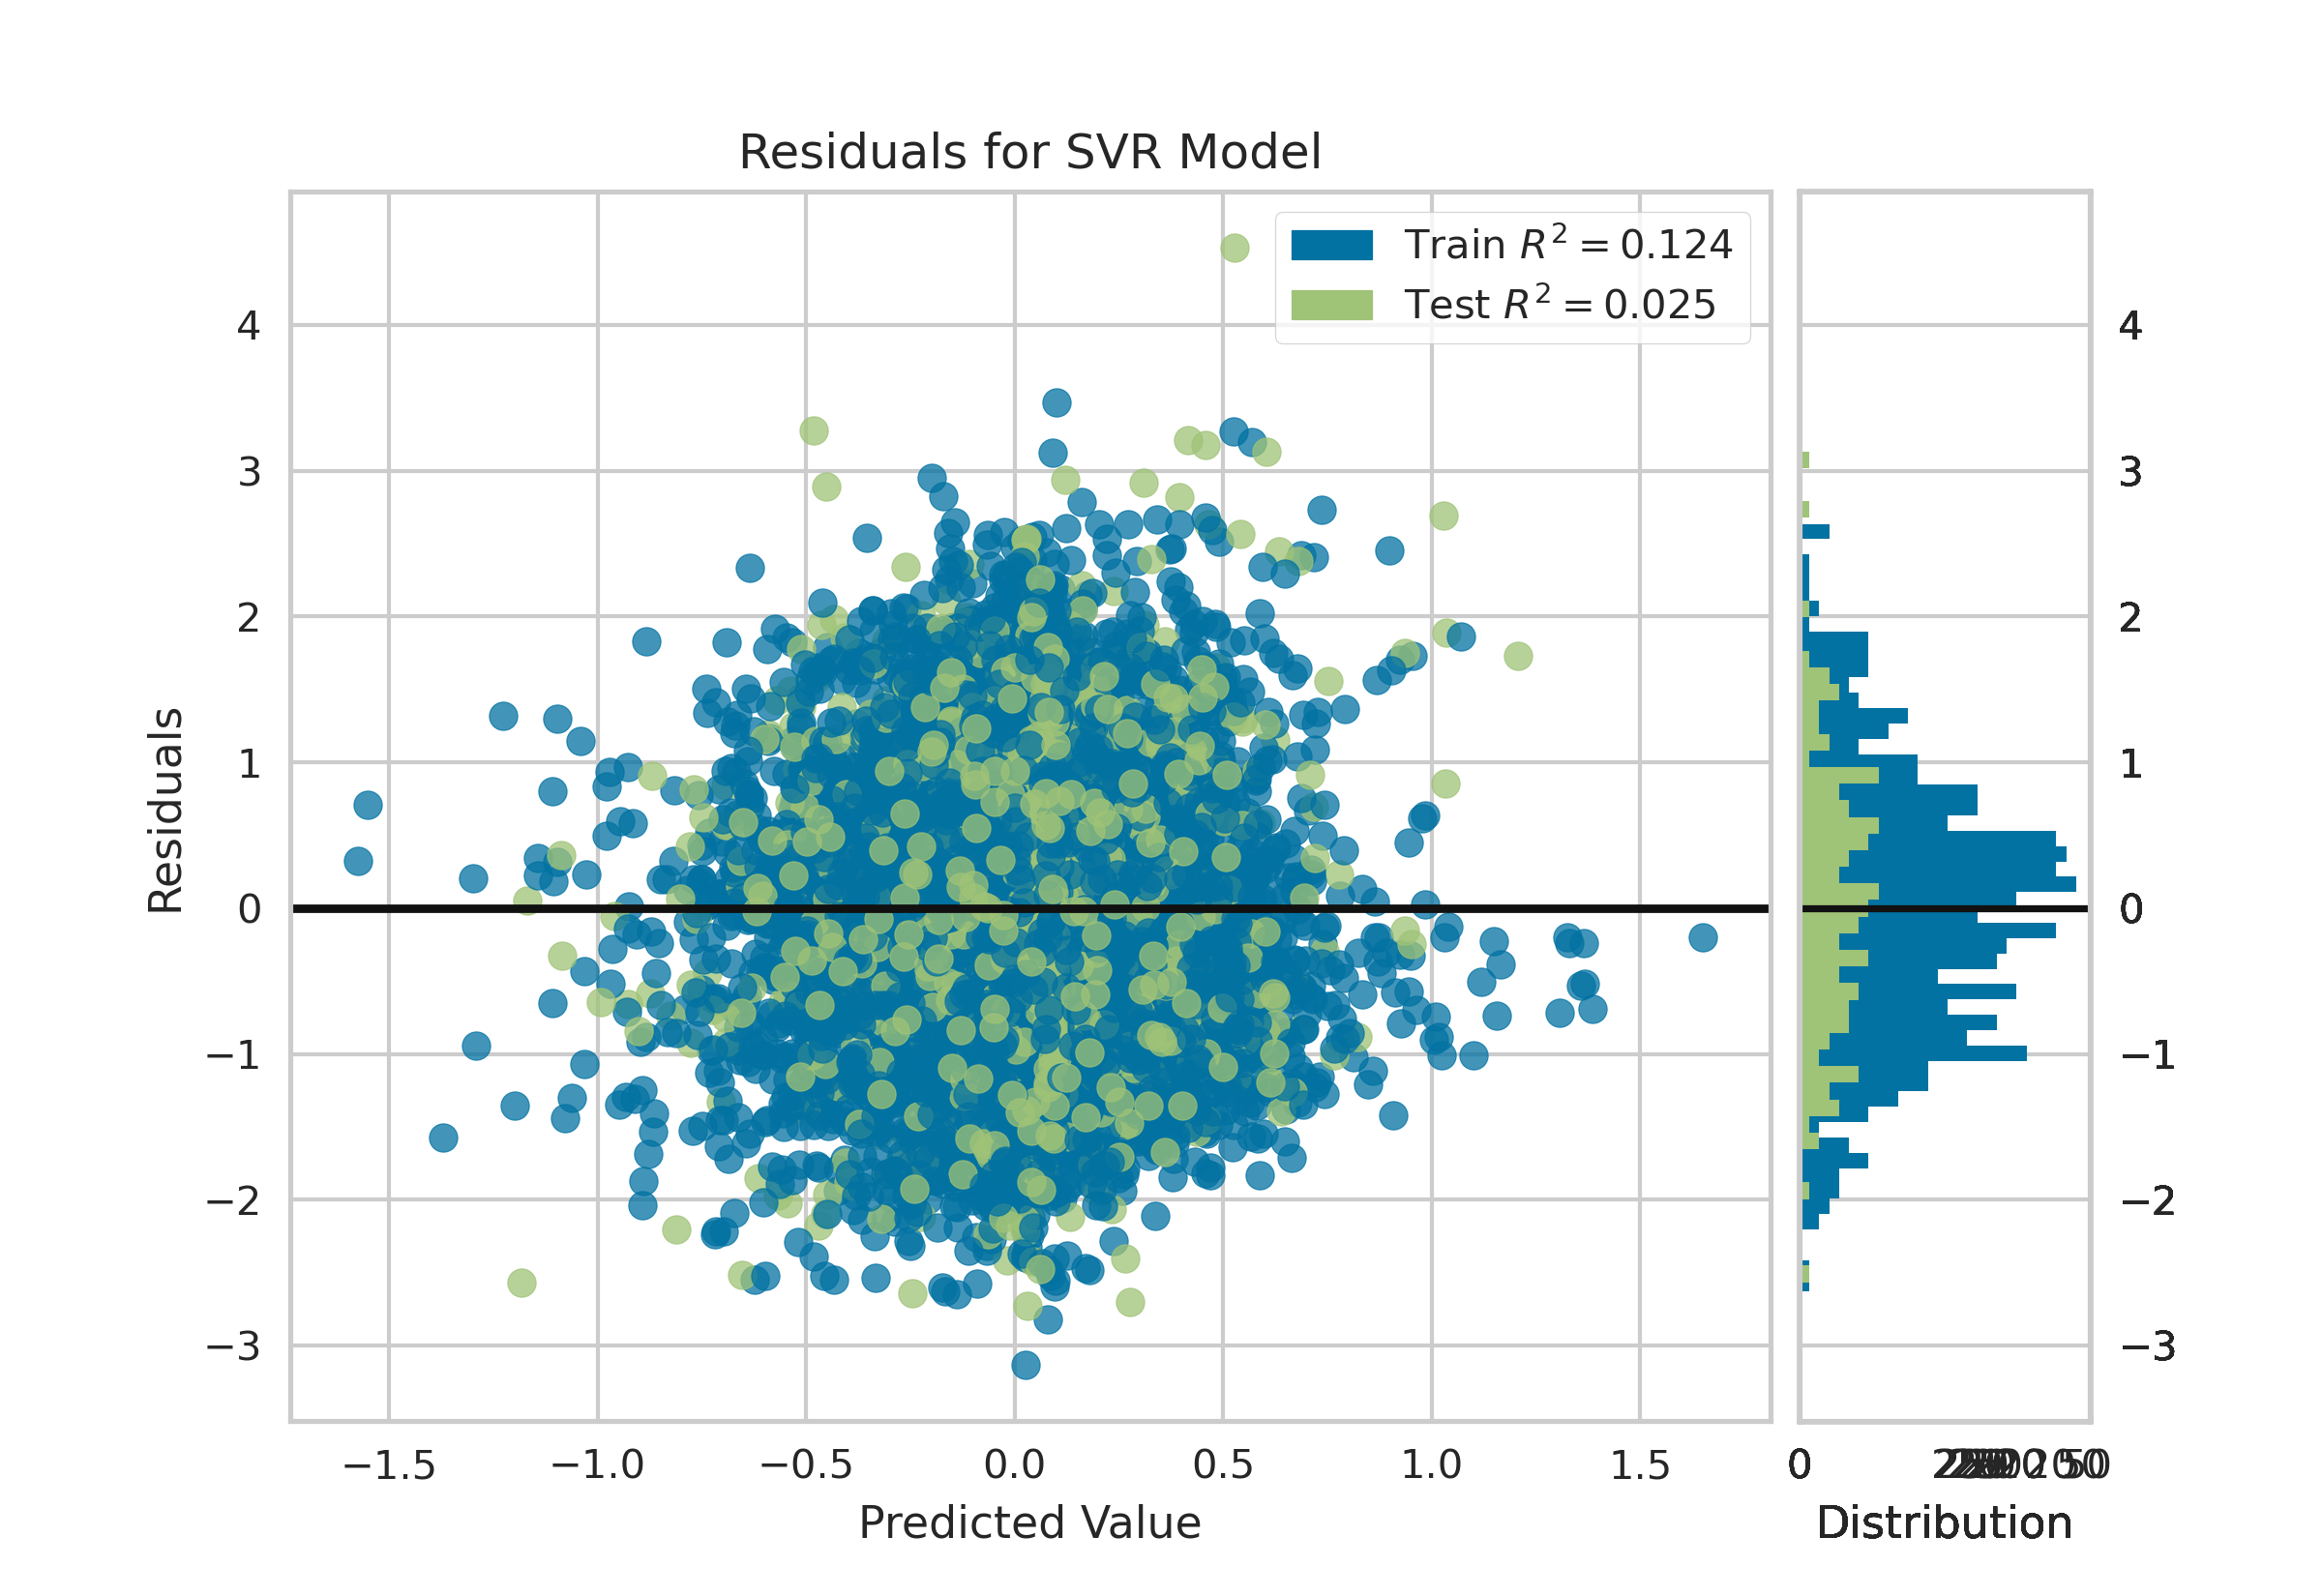 Residuals for SVR Model
Train R² = 0.124
Test R² = 0.025
Residuals
4
3
2
1
0
−1
−2
−3
4
3
2
1
0
−1
−2
−3
−1.5 −1.0 −0.5 0.0 0.5 1.0 1.5
0 50
Predicted Value
Distribution